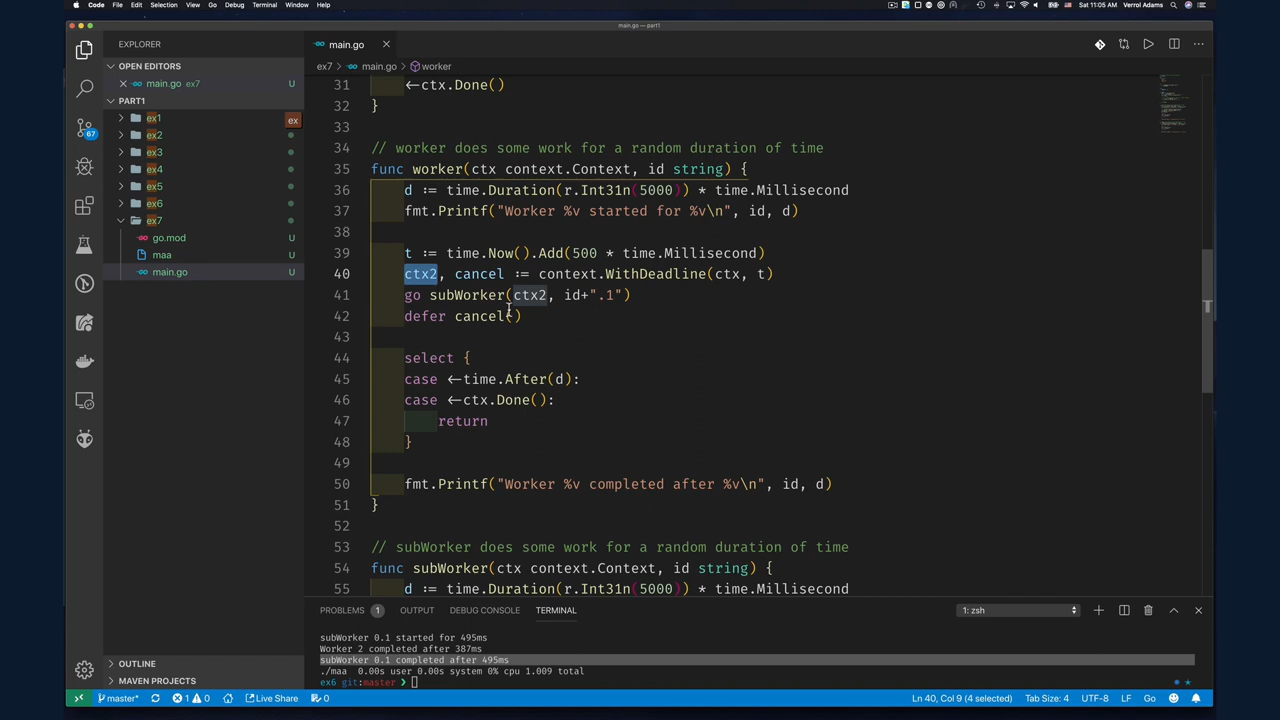 Code File Edit Selection View Go Debug Terminal Window Help
Sat 11:05 AM Verrol Adams
main.go — part1
EXPLORER
main.go
OPEN EDITORS
main.go ex7 U
ex7 > main.go > worker
PART1
ex1
ex
ex2
ex3
ex4
ex5
ex6
ex7
go.mod U
maa U
main.go U
67
31 ←ctx.Done()
32 }
33
34 // worker does some work for a random duration of time
35 func worker(ctx context.Context, id string) {
36 d := time.Duration(r.Int31n(5000)) * time.Millisecond
37 fmt.Printf("Worker %v started for %v\n", id, d)
38
39 t := time.Now().Add(500 * time.Millisecond)
40 ctx2, cancel := context.WithDeadline(ctx, t)
41 go subWorker(ctx2, id+".1")
42 defer cancel()
43
44 select {
45 case ←time.After(d):
46 case ←ctx.Done():
47 return
48 }
49
50 fmt.Printf("Worker %v completed after %v\n", id, d)
51 }
52
53 // subWorker does some work for a random duration of time
54 func subWorker(ctx context.Context, id string) {
55 d := time.Duration(r.Int31n(5000)) * time.Millisecond
PROBLEMS 1 OUTPUT DEBUG CONSOLE TERMINAL 1: zsh
subWorker 0.1 started for 495ms
Worker 2 completed after 387ms
subWorker 0.1 completed after 495ms
./maa 0.00s user 0.00s system 0% cpu 1.009 total
ex6 git:master >
OUTLINE
MAVEN PROJECTS
master* 1 0 Live Share Ln 40, Col 9 (4 selected) Tab Size: 4 UTF-8 LF Go